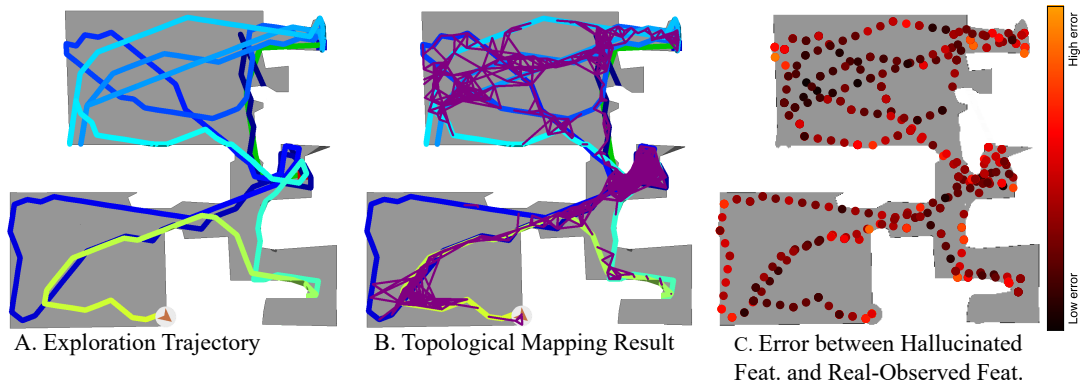 High error
Low error
A. Exploration Trajectory
B. Topological Mapping Result
C. Error between Hallucinated
Feat. and Real-Observed Feat.